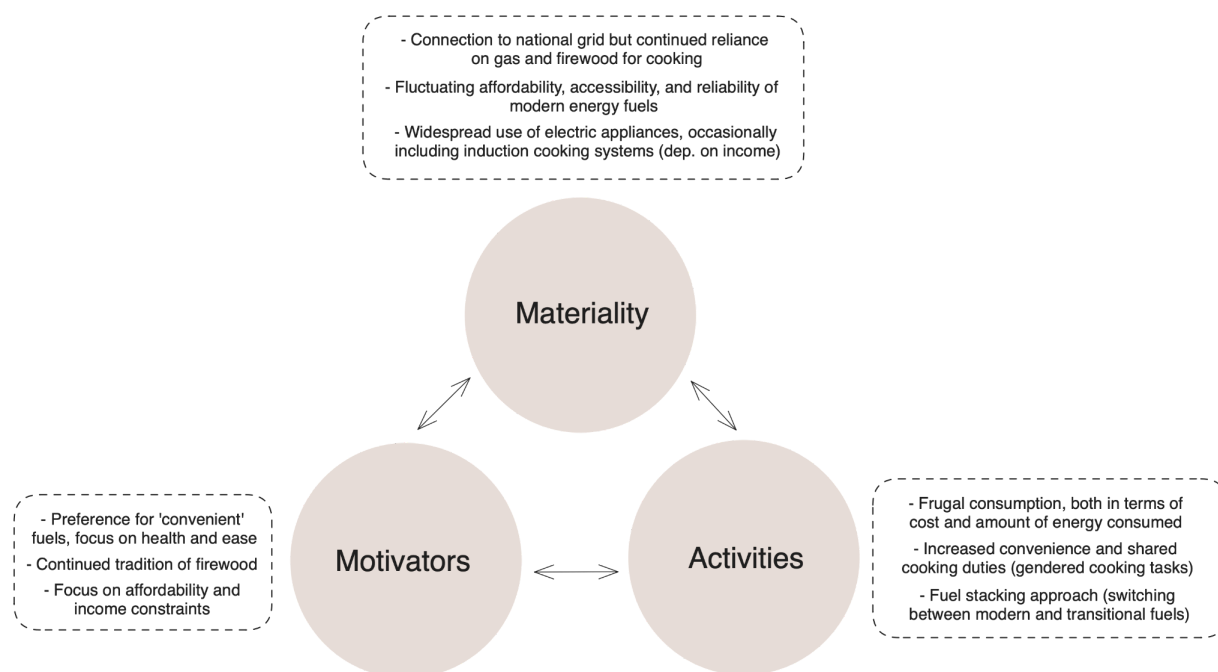 - Connection to national grid but continued reliance
on gas and firewood for cooking
- Fluctuating affordability, accessibility, and reliability of
modern energy fuels
- Widespread use of electric appliances, occasionally
including induction cooking systems (dep. on income)
Materiality
- Preference for 'convenient'
fuels, focus on health and ease
- Continued tradition of firewood
- Focus on affordability and
income constraints
Motivators
Activities
- Frugal consumption, both in terms of
cost and amount of energy consumed
- Increased convenience and shared
cooking duties (gendered cooking tasks)
- Fuel stacking approach (switching
between modern and transitional fuels)